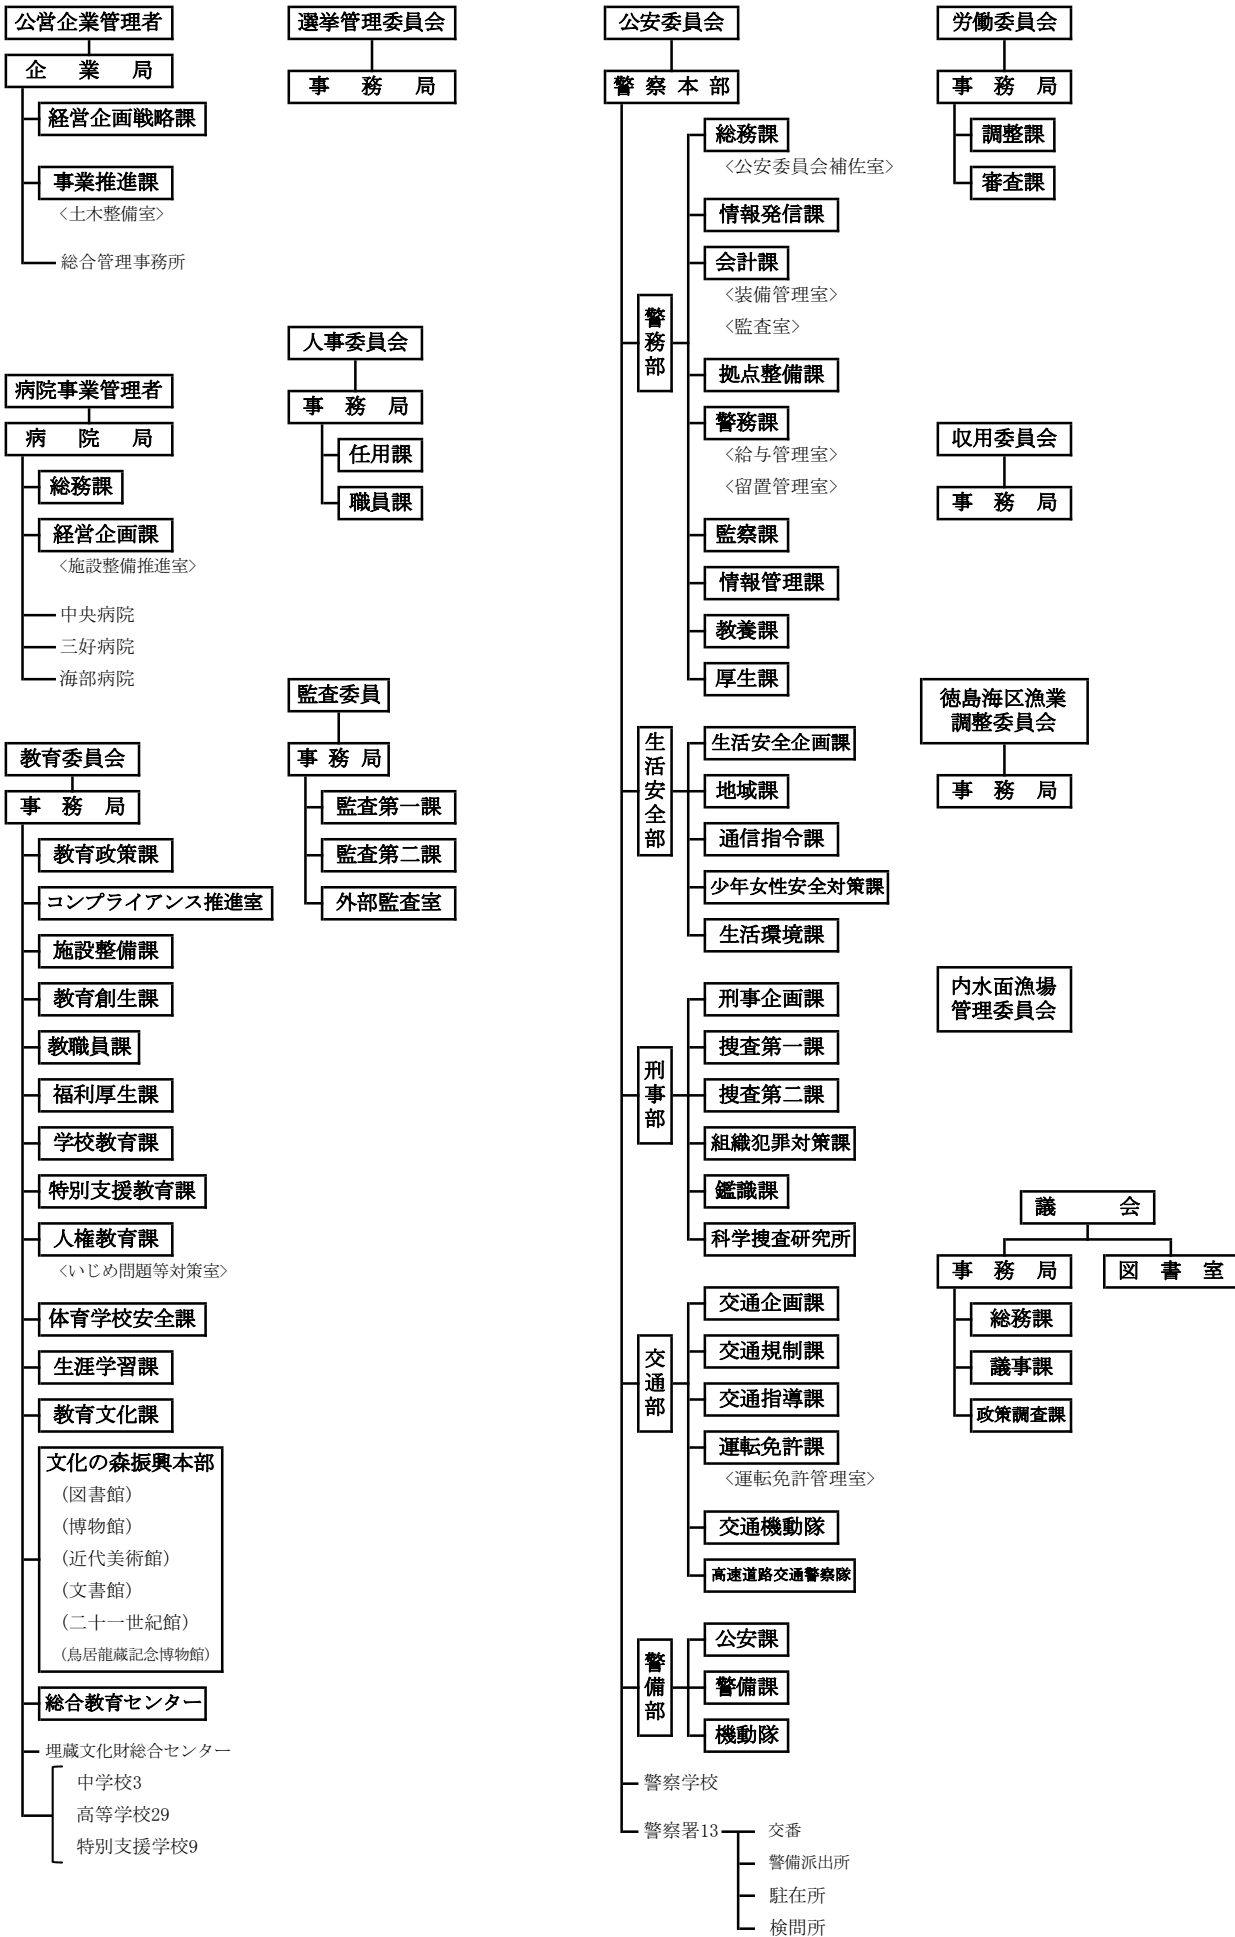 公営企業管理者
企業局
経営企画戦略課
事業推進課
<土木整備室>
総合管理事務所
病院事業管理者
病院局
総務課
経営企画課
<施設整備推進室>
中央病院
三好病院
海部病院
教育委員会
事務局
教育政策課
コンプライアンス推進室
施設整備課
教育創生課
教職員課
福利厚生課
学校教育課
特別支援教育課
人権教育課
<いじめ問題等対策室>
体育学校安全課
生涯学習課
教育文化課
文化の森振興本部
(図書館)
(博物館)
(近代美術館)
(文書館)
(二十一世紀館)
(鳥居龍蔵記念博物館)
総合教育センター
埋蔵文化財総合センター
中学校3
高等学校29
特別支援学校9
選挙管理委員会
事務局
人事委員会
事務局
任用課
職員課
監査委員
事務局
監査第一課
監査第二課
外部監査室
公安委員会
警察本部
警務部
総務課
<公安委員会補佐室>
情報発信課
会計課
<装備管理室>
<監査室>
拠点整備課
警務課
<給与管理室>
<留置管理室>
監察課
情報管理課
教養課
厚生課
生活安全部
生活安全企画課
地域課
通信指令課
少年女性安全対策課
生活環境課
刑事部
刑事企画課
捜査第一課
捜査第二課
組織犯罪対策課
鑑識課
科学捜査研究所
交通部
交通企画課
交通規制課
交通指導課
運転免許課
<運転免許管理室>
交通機動隊
高速道路交通警察隊
警備部
公安課
警備課
機動隊
警察学校
警察署13
交番
警備派出所
駐在所
検問所
労働委員会
事務局
調整課
審査課
収用委員会
事務局
徳島海区漁業
調整委員会
事務局
内水面漁場
管理委員会
議会
事務局
図書室
総務課
議事課
政策調査課